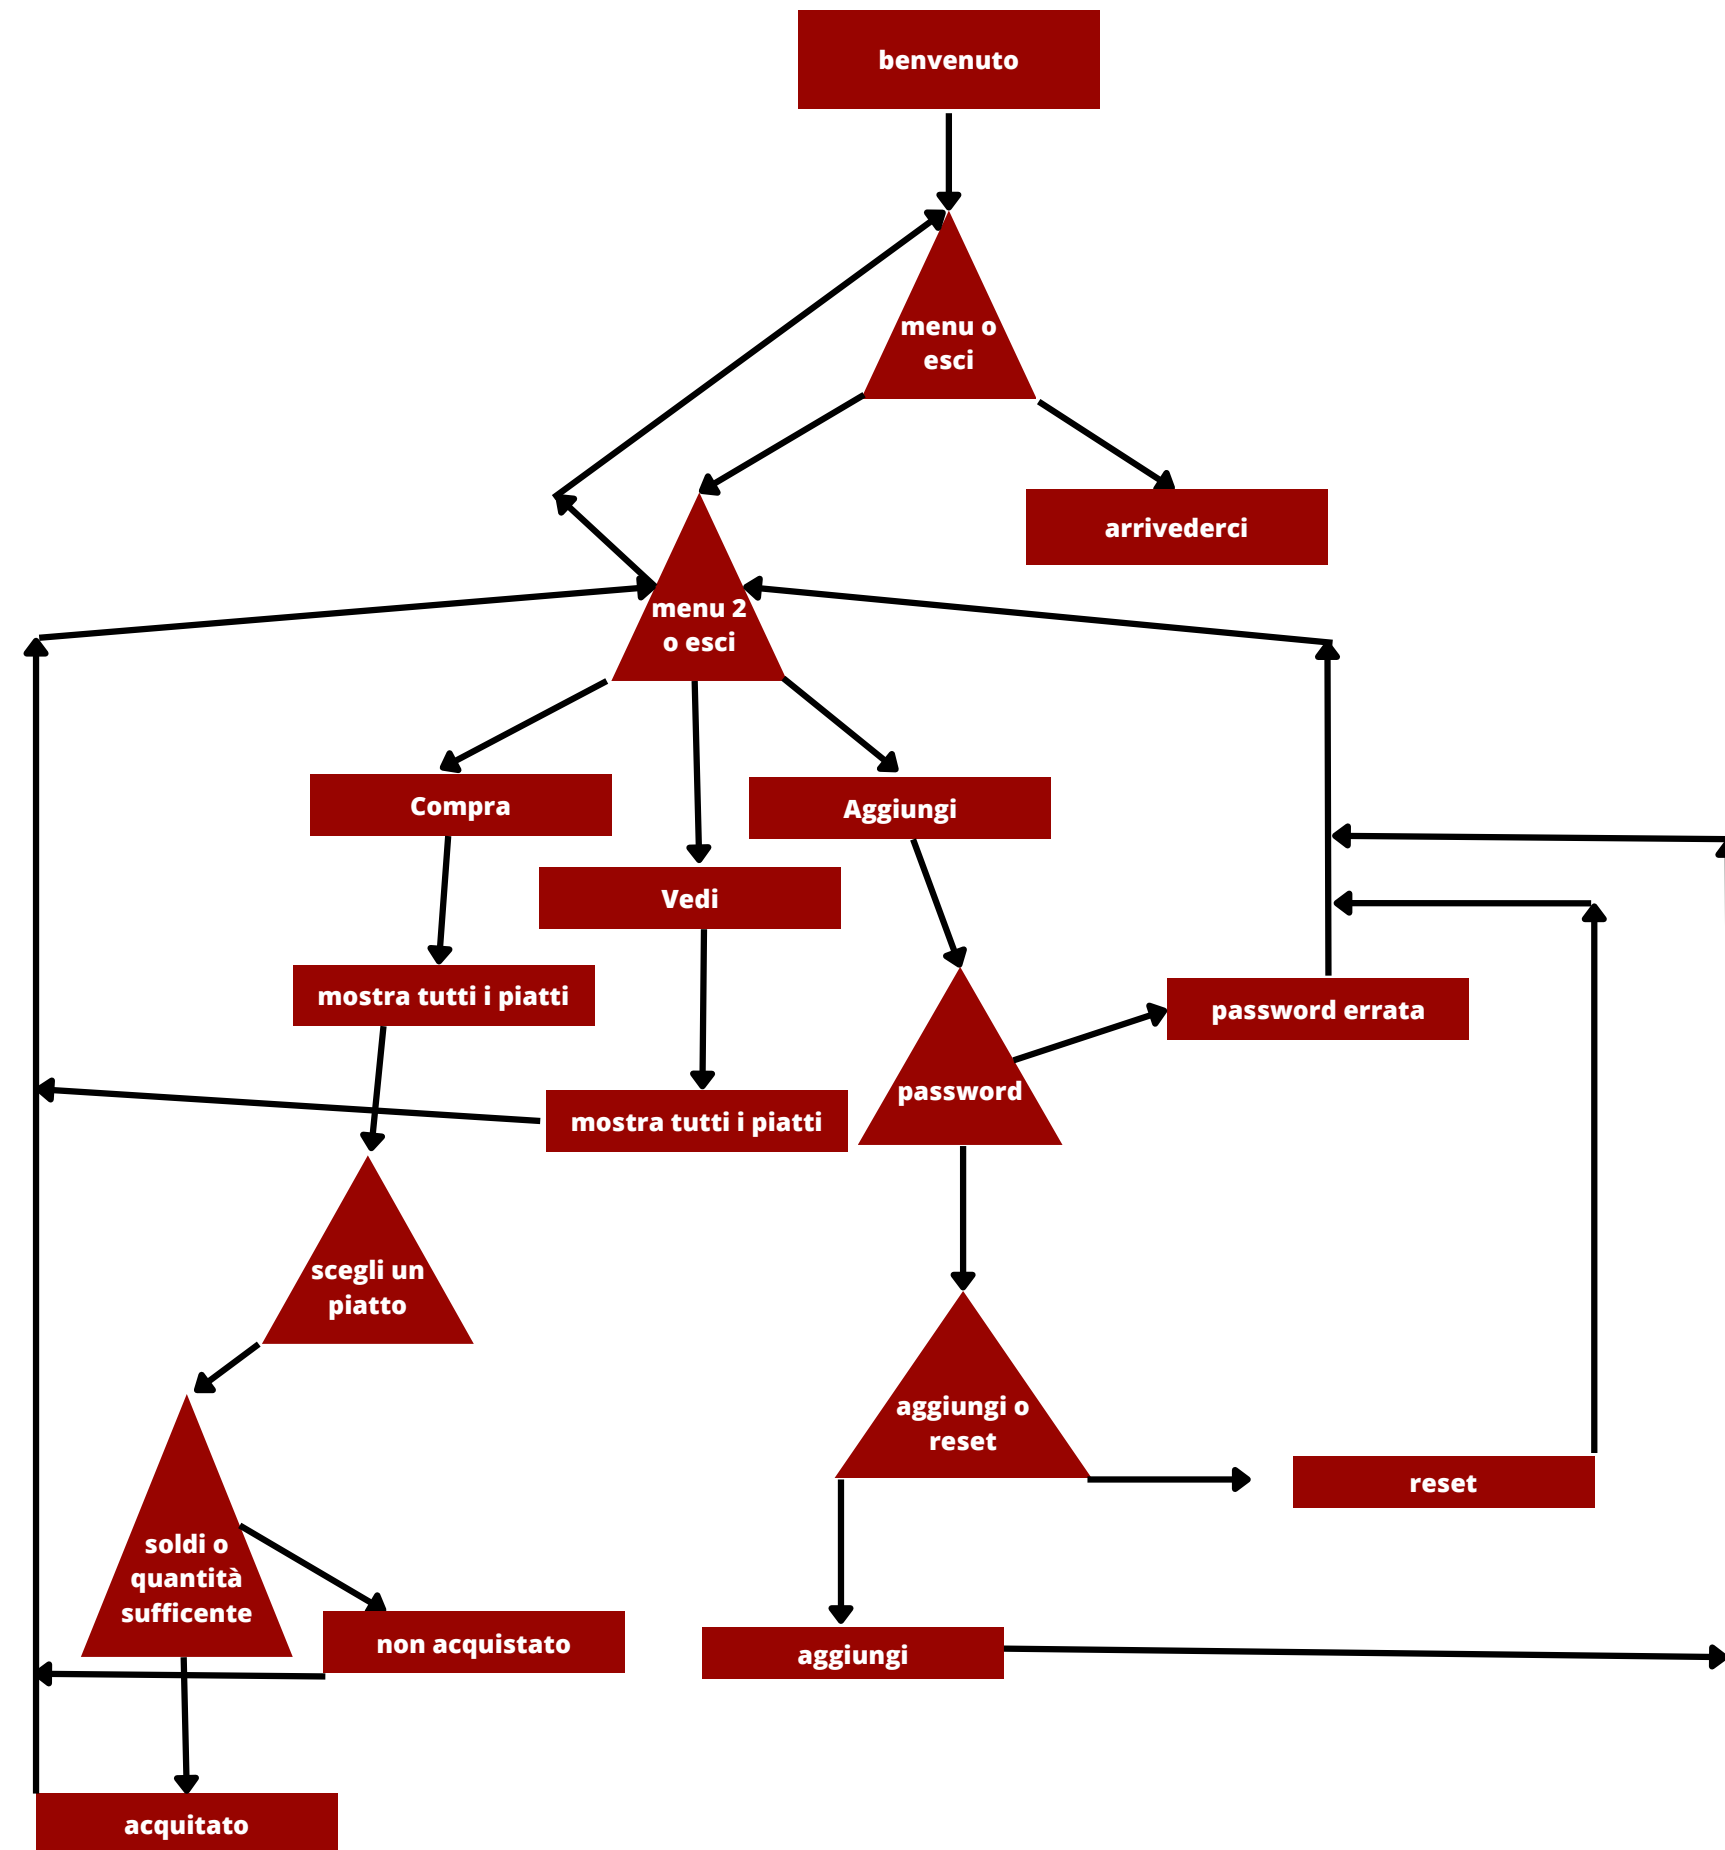 benvenuto
menu o
esci
arrivederci
menu 2
o esci
Compra
Aggiungi
Vedi
mostra tutti i piatti
password errata
password
mostra tutti i piatti
scegli un
piatto
aggiungi o
reset
reset
soldi o
quantità
sufficente
non acquistato
aggiungi
acquitato